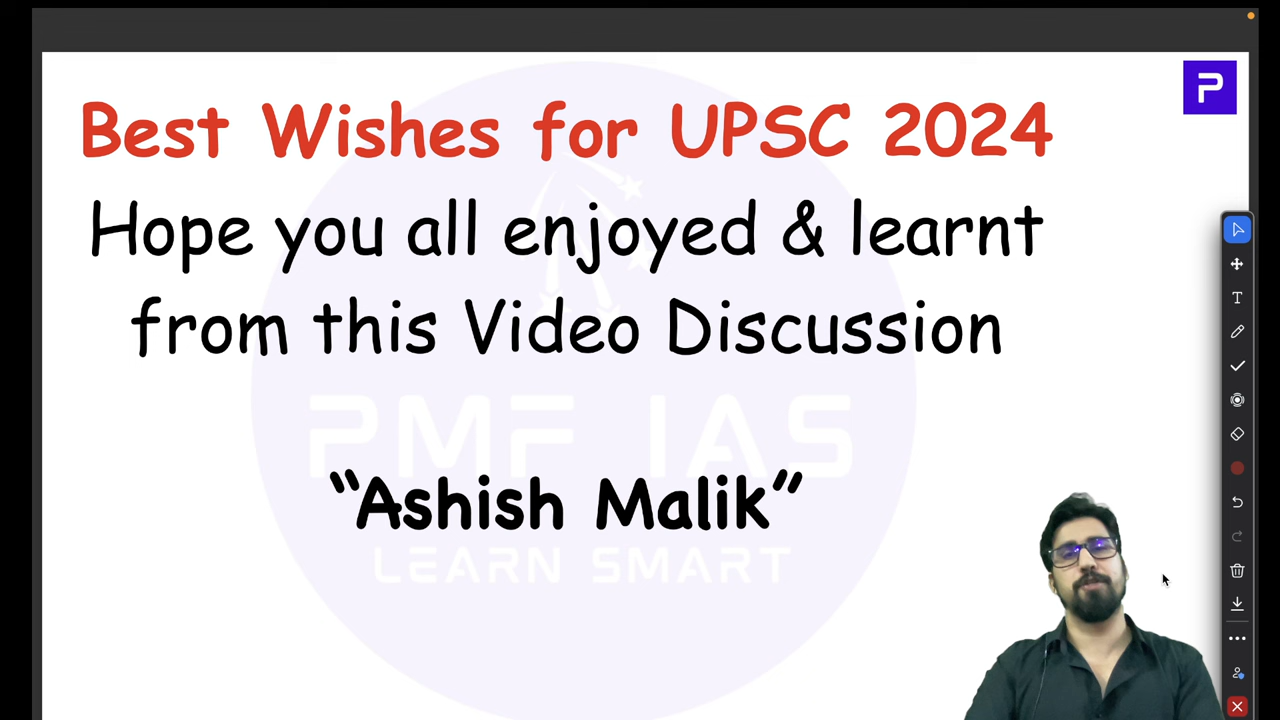 Best Wishes for UPSC 2024
Hope you all enjoyed & learnt
from this Video Discussion
PMF IAS
"Ashish Malik"
LEARN SMART